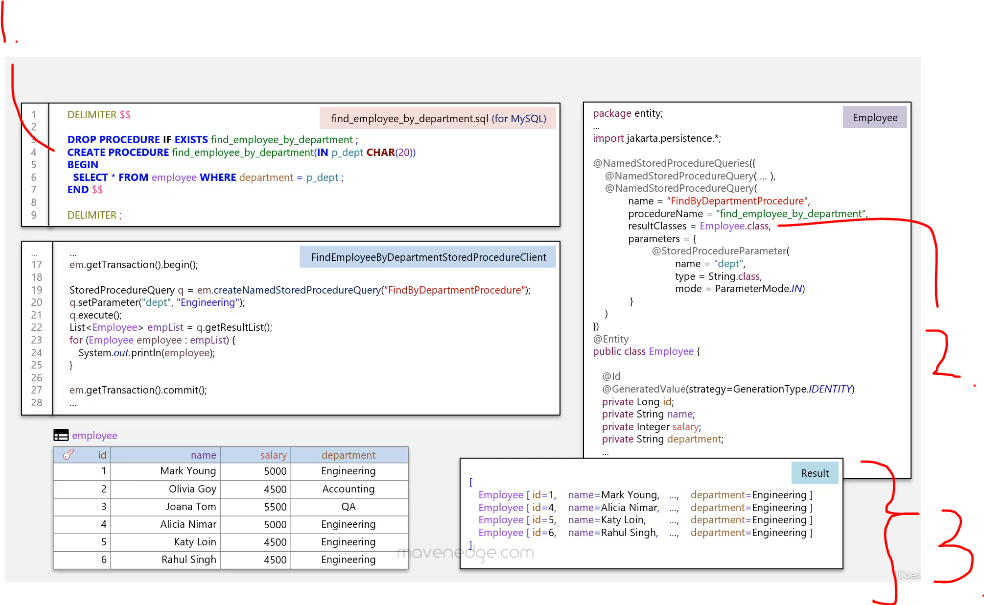 1.
find_employee_by_department.sql (for MySQL)
1 DELIMITER $$
2
3 DROP PROCEDURE IF EXISTS find_employee_by_department ;
4 CREATE PROCEDURE find_employee_by_department(IN p_dept CHAR(20))
5 BEGIN
6 SELECT * FROM employee WHERE department = p_dept ;
7 END $$
8
9 DELIMITER ;
FindEmployeeByDepartmentStoredProcedureClient
... ...
17 em.getTransaction().begin();
18
19 StoredProcedureQuery q = em.createNamedStoredProcedureQuery("FindByDepartmentProcedure");
20 q.setParameter("dept", "Engineering");
21 q.execute();
22 List<Employee> empList = q.getResultList();
23 for (Employee employee : empList) {
24 System.out.println(employee);
25 }
26
27 em.getTransaction().commit();
28 ...
employee
id name salary department
1 Mark Young 5000 Engineering
2 Olivia Goy 4500 Accounting
3 Joana Tom 5500 QA
4 Alicia Nimar 5000 Engineering
5 Katy Loin 4500 Engineering
6 Rahul Singh 4500 Engineering
Employee
package entity;
...
import jakarta.persistence.*;
@NamedStoredProcedureQueries({
@NamedStoredProcedureQuery( ... ),
@NamedStoredProcedureQuery(
name = "FindByDepartmentProcedure",
procedureName = "find_employee_by_department",
resultClasses = Employee.class,
parameters = {
@StoredProcedureParameter(
name = "dept",
type = String.class,
mode = ParameterMode.IN)
}
)
})
@Entity
public class Employee {
@Id
@GeneratedValue(strategy=GenerationType.IDENTITY)
private Long id;
private String name;
private Integer salary;
private String department;
...
2.
Result
[
Employee [ id=1, name=Mark Young, ..., department=Engineering ]
Employee [ id=4, name=Alicia Nimar, ..., department=Engineering ]
Employee [ id=5, name=Katy Loin, ..., department=Engineering ]
Employee [ id=6, name=Rahul Singh, ..., department=Engineering ]
]
mavenedge.com
3.